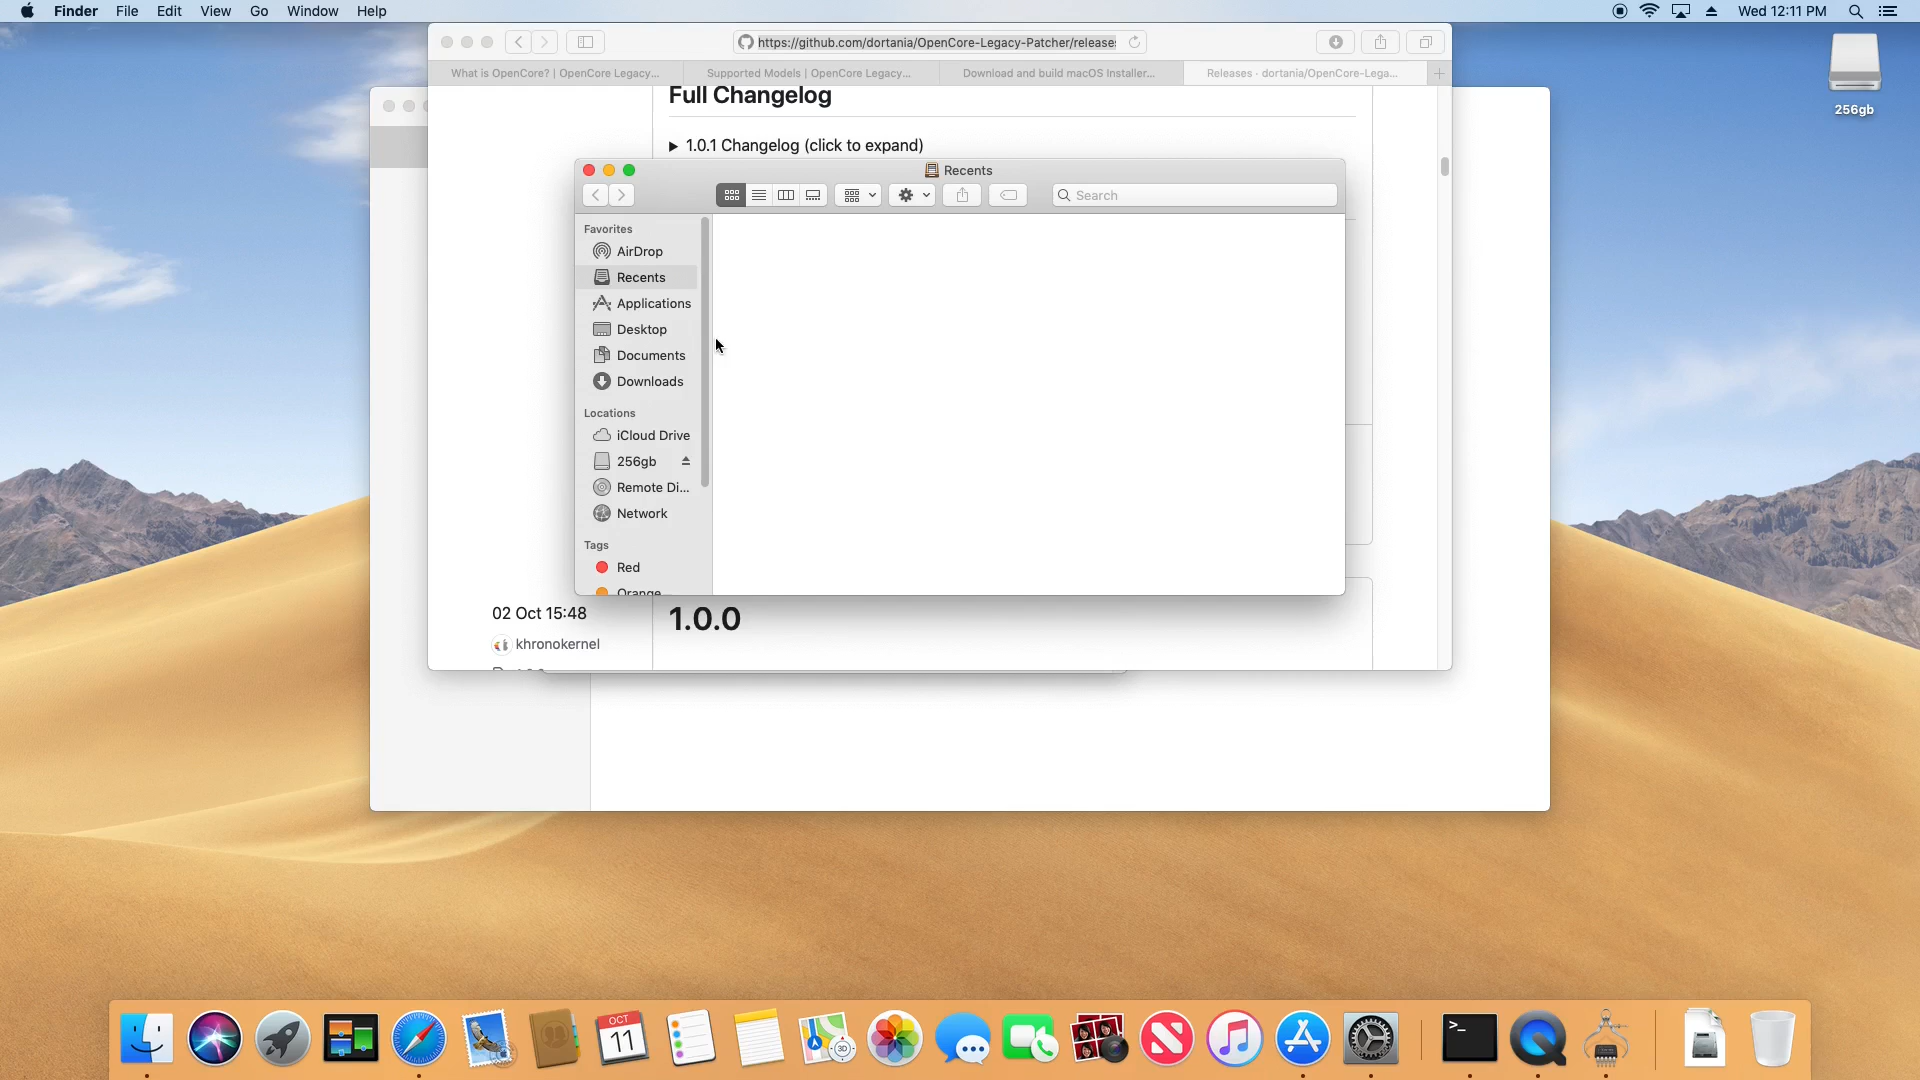 Finder File Edit View Go Window Help
Wed 12:11 PM
https://github.com/dortania/OpenCore-Legacy-Patcher/release
What is OpenCore? | OpenCore Legacy...
Supported Models | OpenCore Legacy...
Download and build macOS Installer...
Releases · dortania/OpenCore-Lega...
256gb
Full Changelog
1.0.1 Changelog (click to expand)
Recents
Search
Favorites
AirDrop
Recents
Applications
Desktop
Documents
Downloads
Locations
iCloud Drive
256gb
Remote Di...
Network
Tags
Red
Orange
02 Oct 15:48
1.0.0
khronokernel
OCT
11
3D
>_